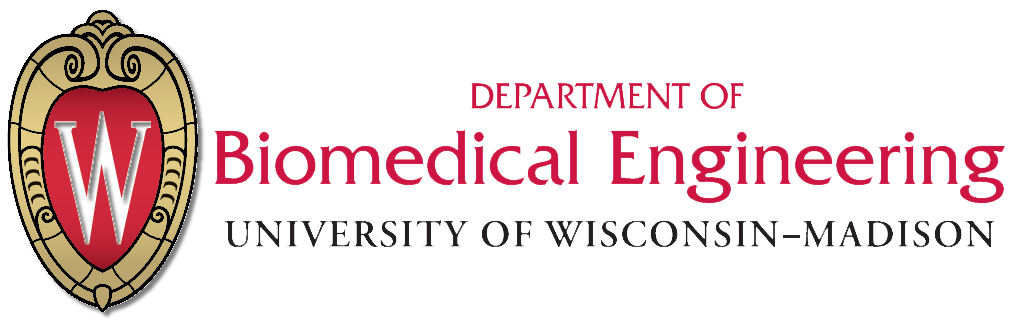 W
DEPARTMENT OF
Biomedical Engineering
UNIVERSITY OF WISCONSIN–MADISON